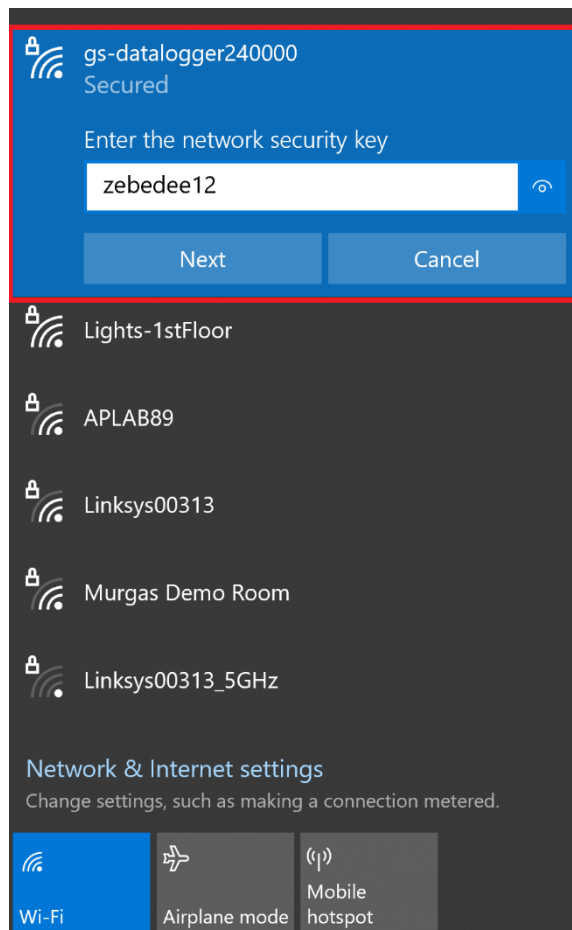 gs-datalogger240000
Secured
Enter the network security key
zebedee12
Next Cancel
Lights-1stFloor
APLAB89
Linksys00313
Murgas Demo Room
Linksys00313_5GHz
Network & Internet settings
Change settings, such as making a connection metered.
Wi-Fi Airplane mode Mobile hotspot